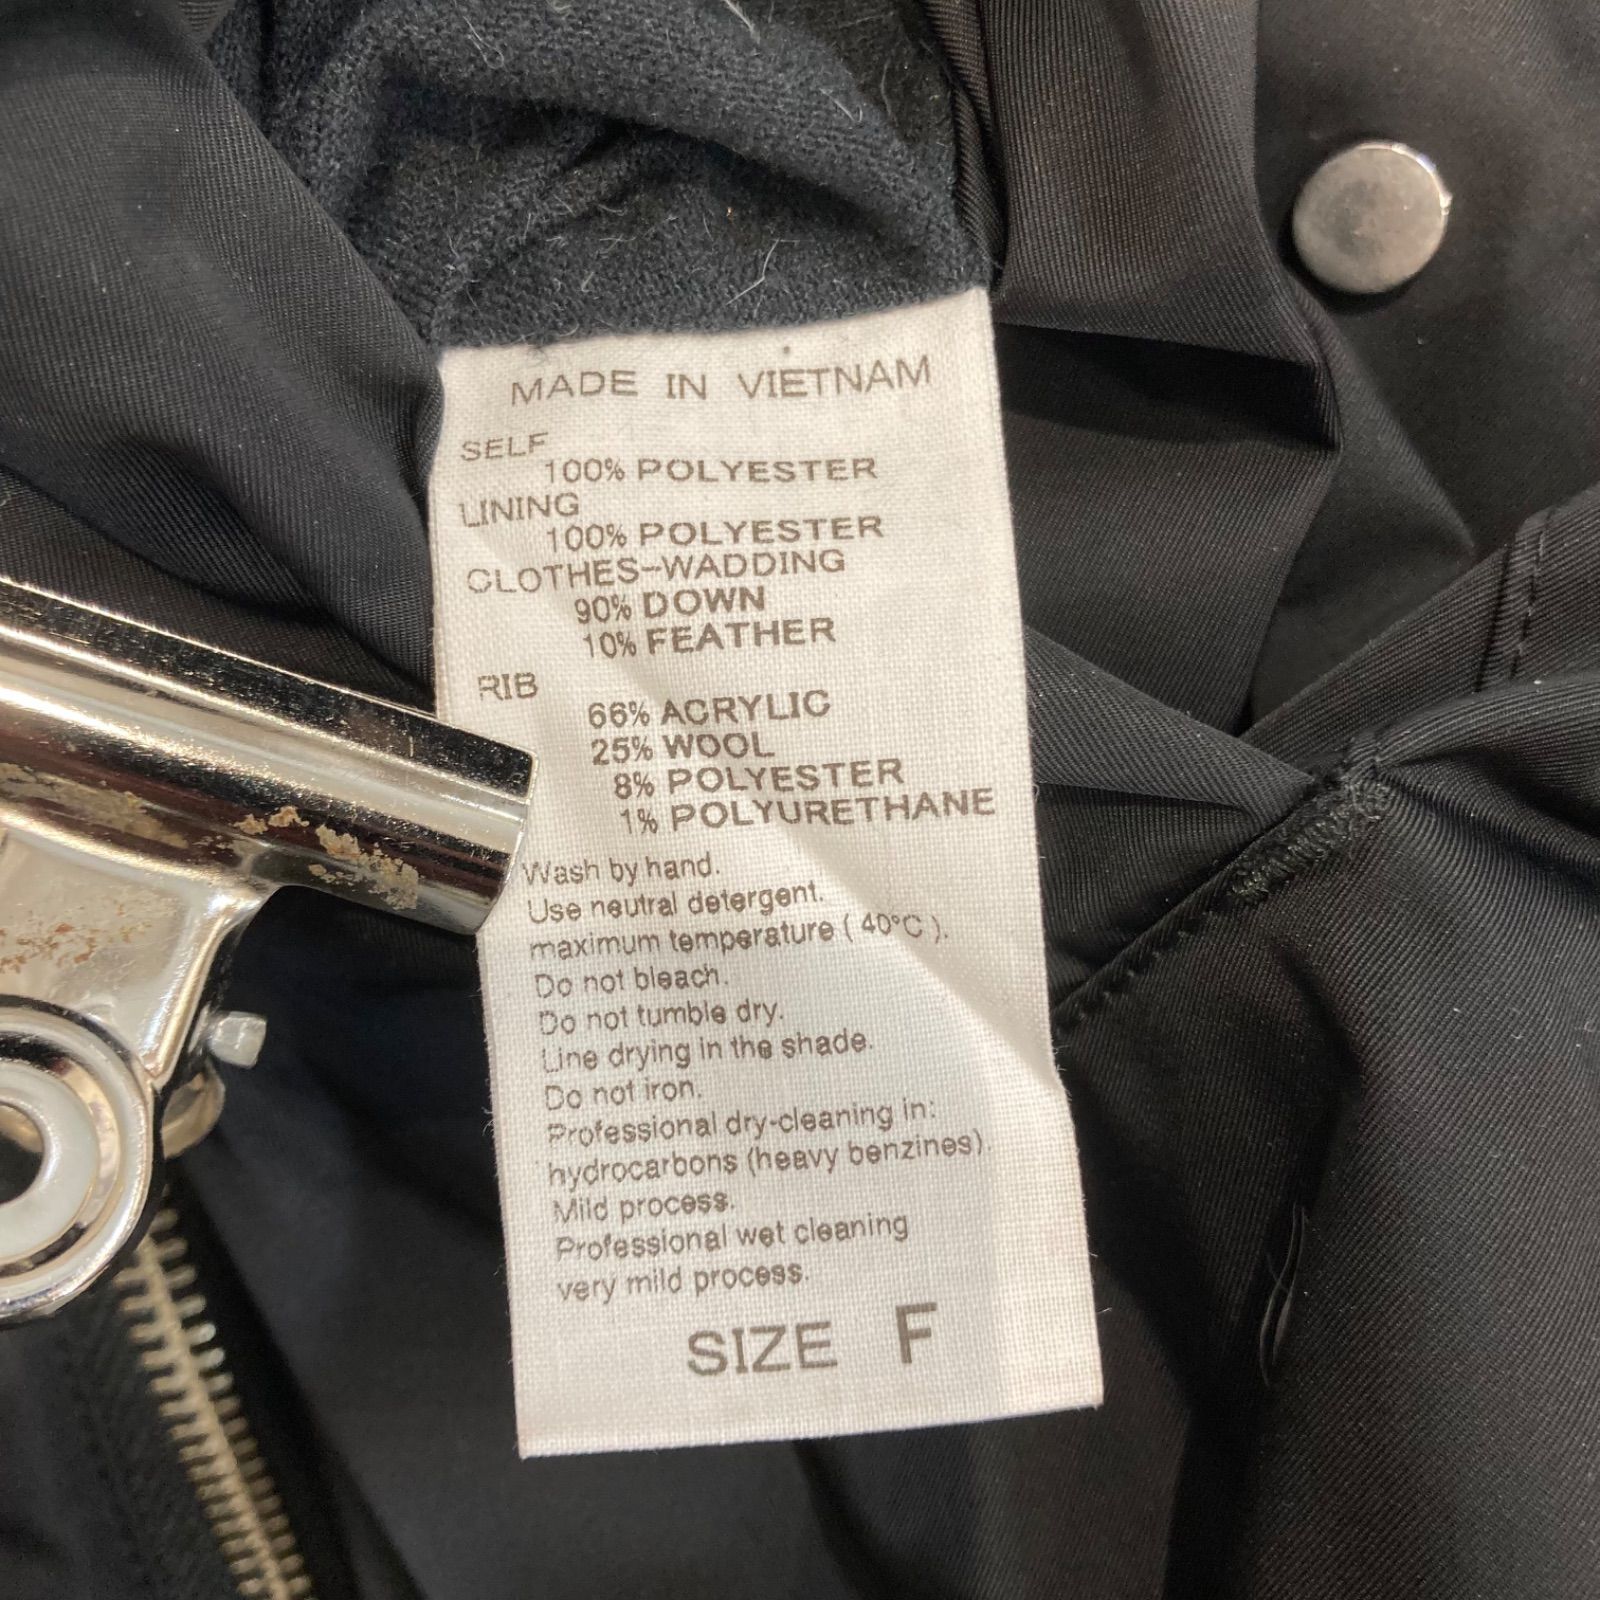 MADE IN VIETNAM
SELF
100% POLYESTER
LINING
100% POLYESTER
CLOTHES-WADDING
90% DOWN
10% FEATHER
RIB
66% ACRYLIC
25% WOOL
8% POLYESTER
1% POLYURETHANE
Wash by hand.
Use neutral detergent.
maximum temperature ( 40°C ).
Do not bleach.
Do not tumble dry.
Line drying in the shade.
Do not iron.
Professional dry-cleaning in:
hydrocarbons (heavy benzines).
Mild process.
Professional wet cleaning
very mild process.
SIZE F